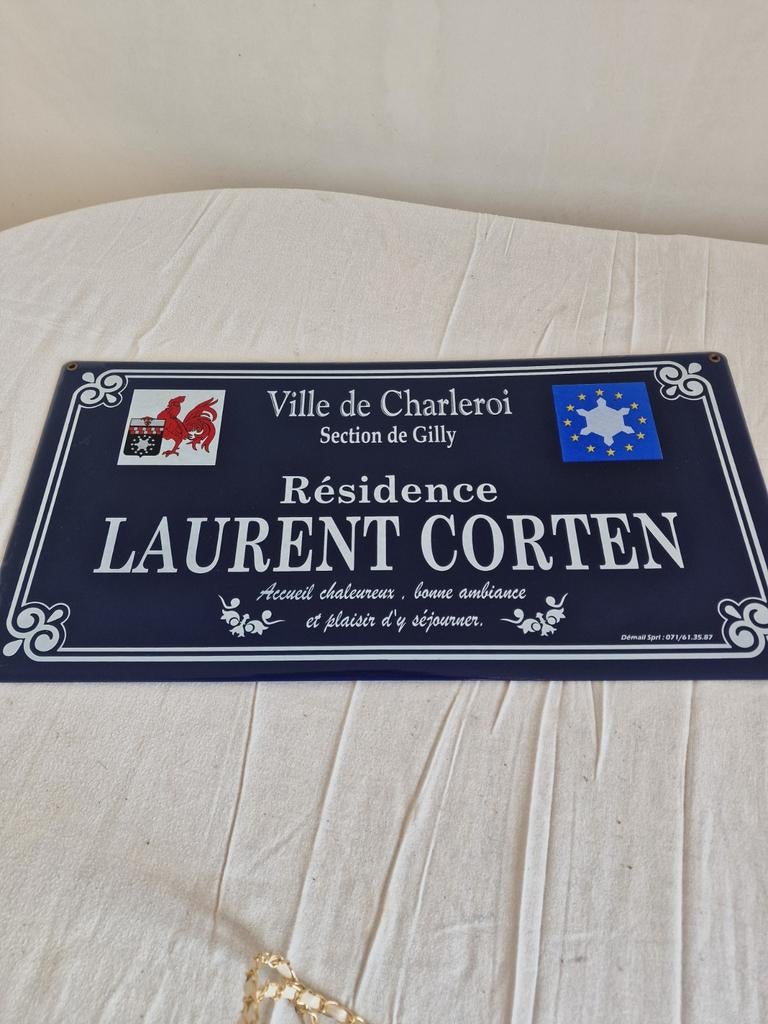 Ville de Charleroi
Section de Gilly
Résidence
LAURENT CORTEN
Accueil chaleureux , bonne ambiance
et plaisir d'y séjourner.
Démail Sprl : 071/61.35.87